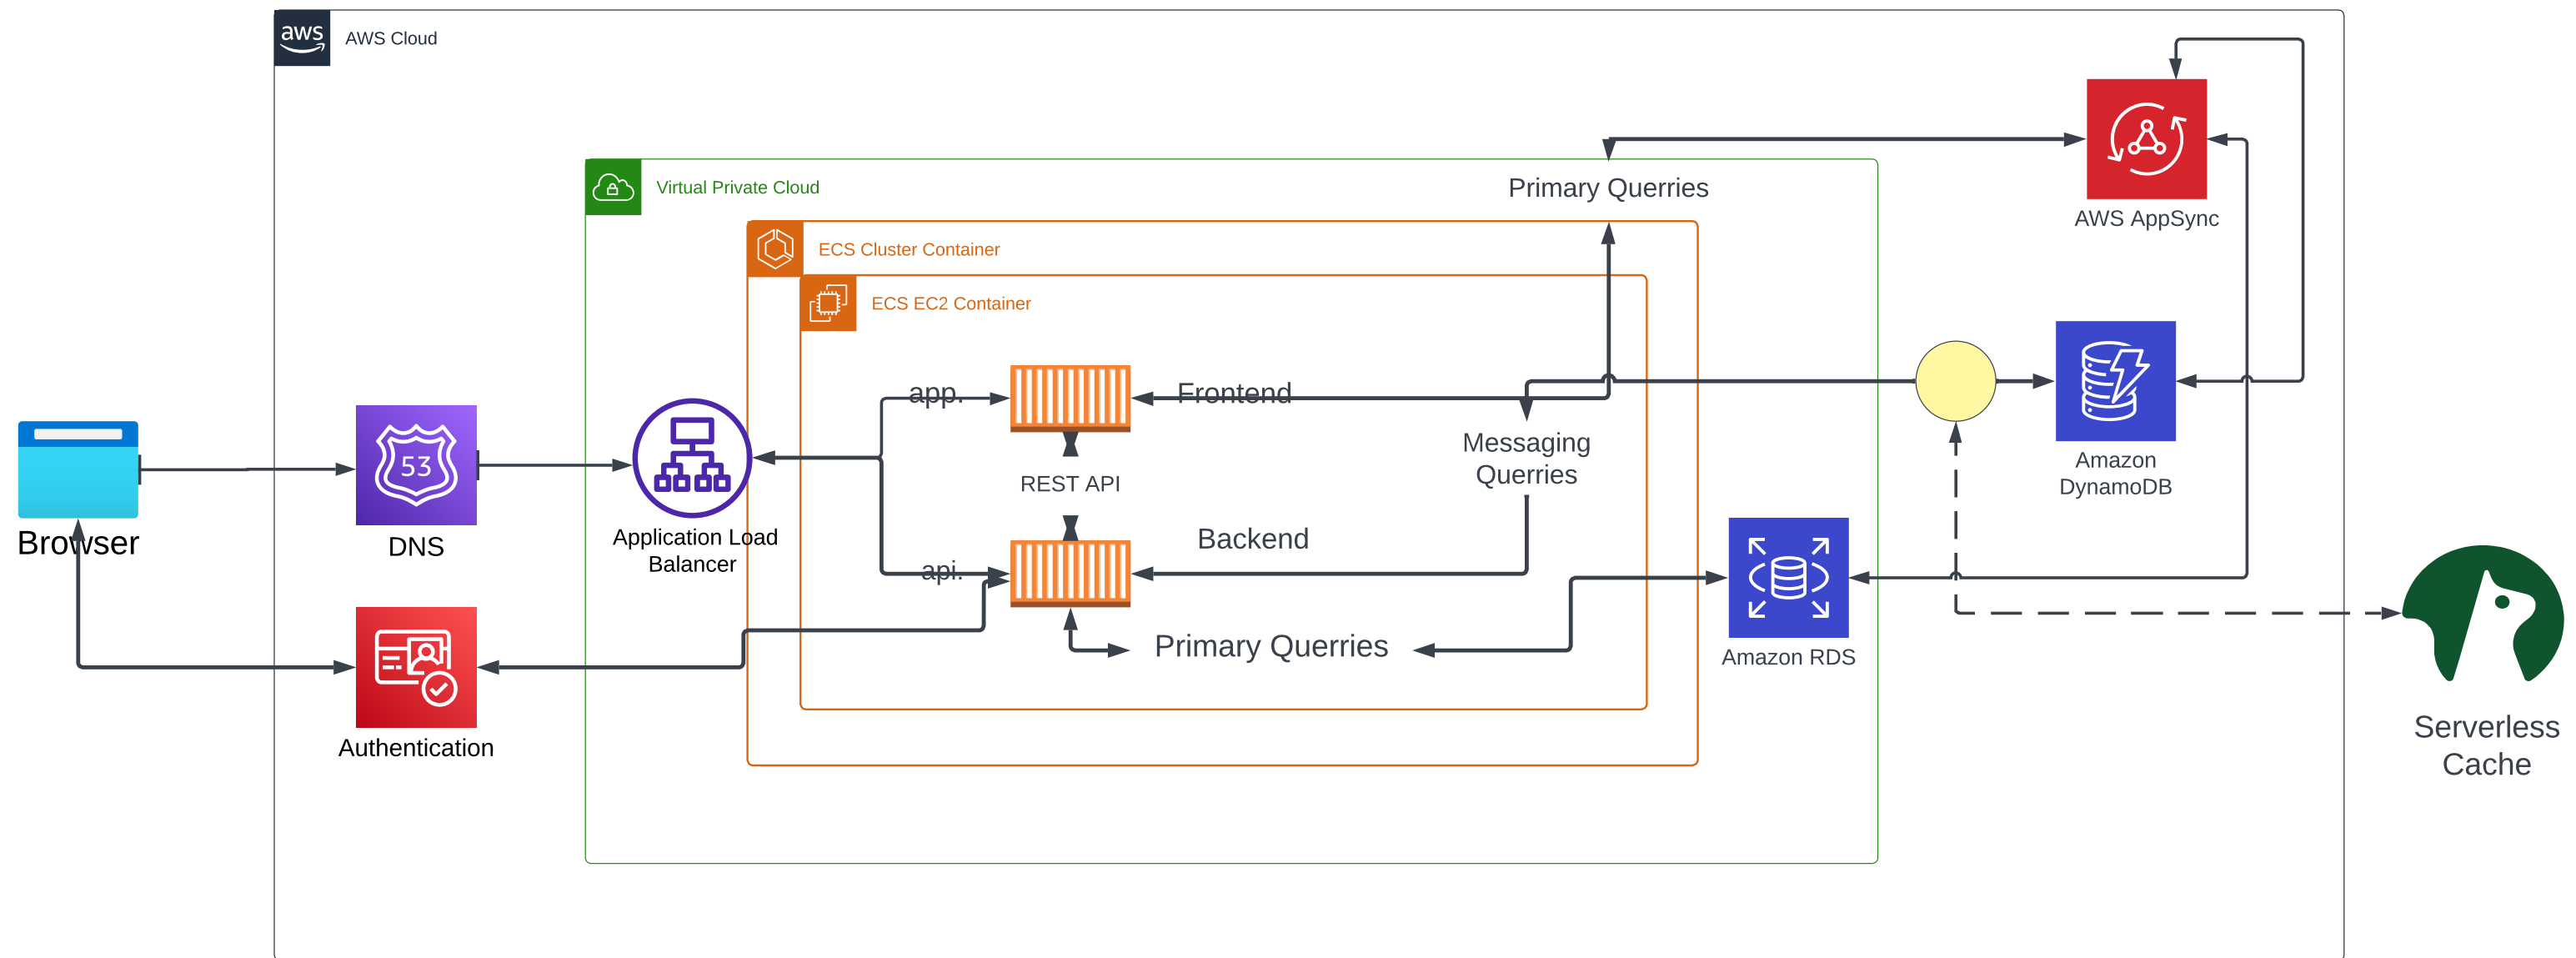 aws
AWS Cloud
Virtual Private Cloud
Primary Querries
AWS AppSync
ECS Cluster Container
ECS EC2 Container
app.
Frontend
53
Messaging
Querries
REST API
Amazon
DynamoDB
Browser
DNS
Application Load
Balancer
Backend
api.
Primary Querries
Amazon RDS
Authentication
Serverless
Cache